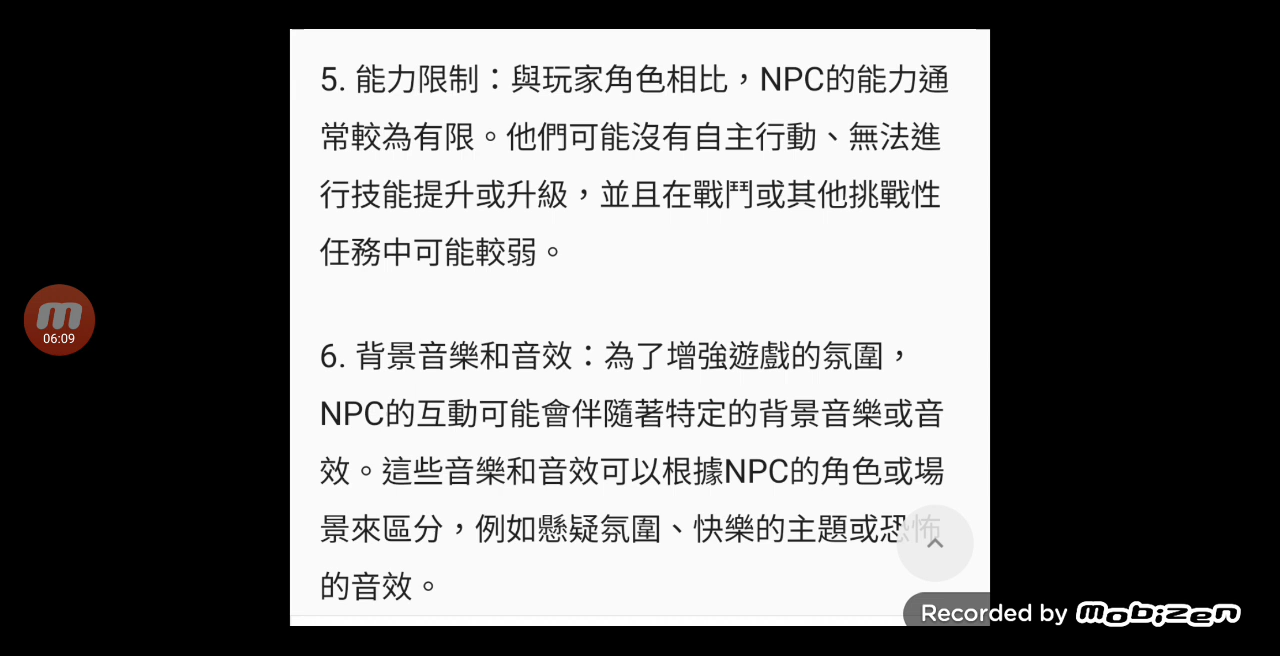 5. 能力限制：與玩家角色相比，NPC的能力通
常較為有限。他們可能沒有自主行動、無法進
行技能提升或升級，並且在戰鬥或其他挑戰性
任務中可能較弱。
6. 背景音樂和音效：為了增強遊戲的氛圍，
NPC的互動可能會伴隨著特定的背景音樂或音
效。這些音樂和音效可以根據NPC的角色或場
景來區分，例如懸疑氛圍、快樂的主題或恐怖
的音效。
06:09
Recorded by Mobizen